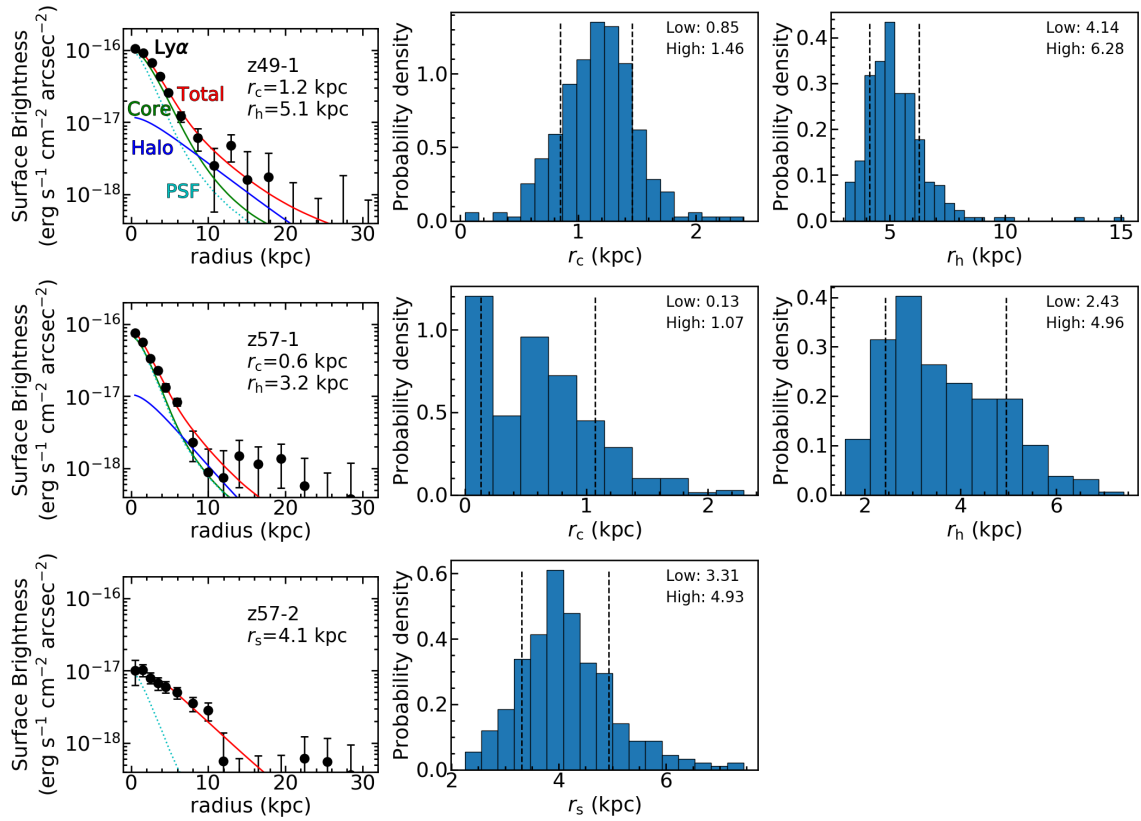 Surface Brightness
(erg s⁻¹ cm⁻² arcsec⁻²)
10⁻¹⁶
10⁻¹⁷
10⁻¹⁸
Lyα
Total
Core
Halo
PSF
z49-1
r_c=1.2 kpc
r_h=5.1 kpc
0 10 20 30
radius (kpc)
Probability density
1.0
0.5
0.0
Low: 0.85
High: 1.46
0 1 2
r_c (kpc)
Probability density
0.4
0.3
0.2
0.1
0.0
Low: 4.14
High: 6.28
5 10 15
r_h (kpc)
Surface Brightness
(erg s⁻¹ cm⁻² arcsec⁻²)
10⁻¹⁶
10⁻¹⁷
10⁻¹⁸
z57-1
r_c=0.6 kpc
r_h=3.2 kpc
0 10 20 30
radius (kpc)
Probability density
1.0
0.5
0.0
Low: 0.13
High: 1.07
0 1 2
r_c (kpc)
Probability density
0.4
0.3
0.2
0.1
0.0
Low: 2.43
High: 4.96
2 4 6
r_h (kpc)
Surface Brightness
(erg s⁻¹ cm⁻² arcsec⁻²)
10⁻¹⁶
10⁻¹⁷
10⁻¹⁸
z57-2
r_s=4.1 kpc
0 10 20 30
radius (kpc)
Probability density
0.6
0.4
0.2
0.0
Low: 3.31
High: 4.93
2 4 6
r_s (kpc)